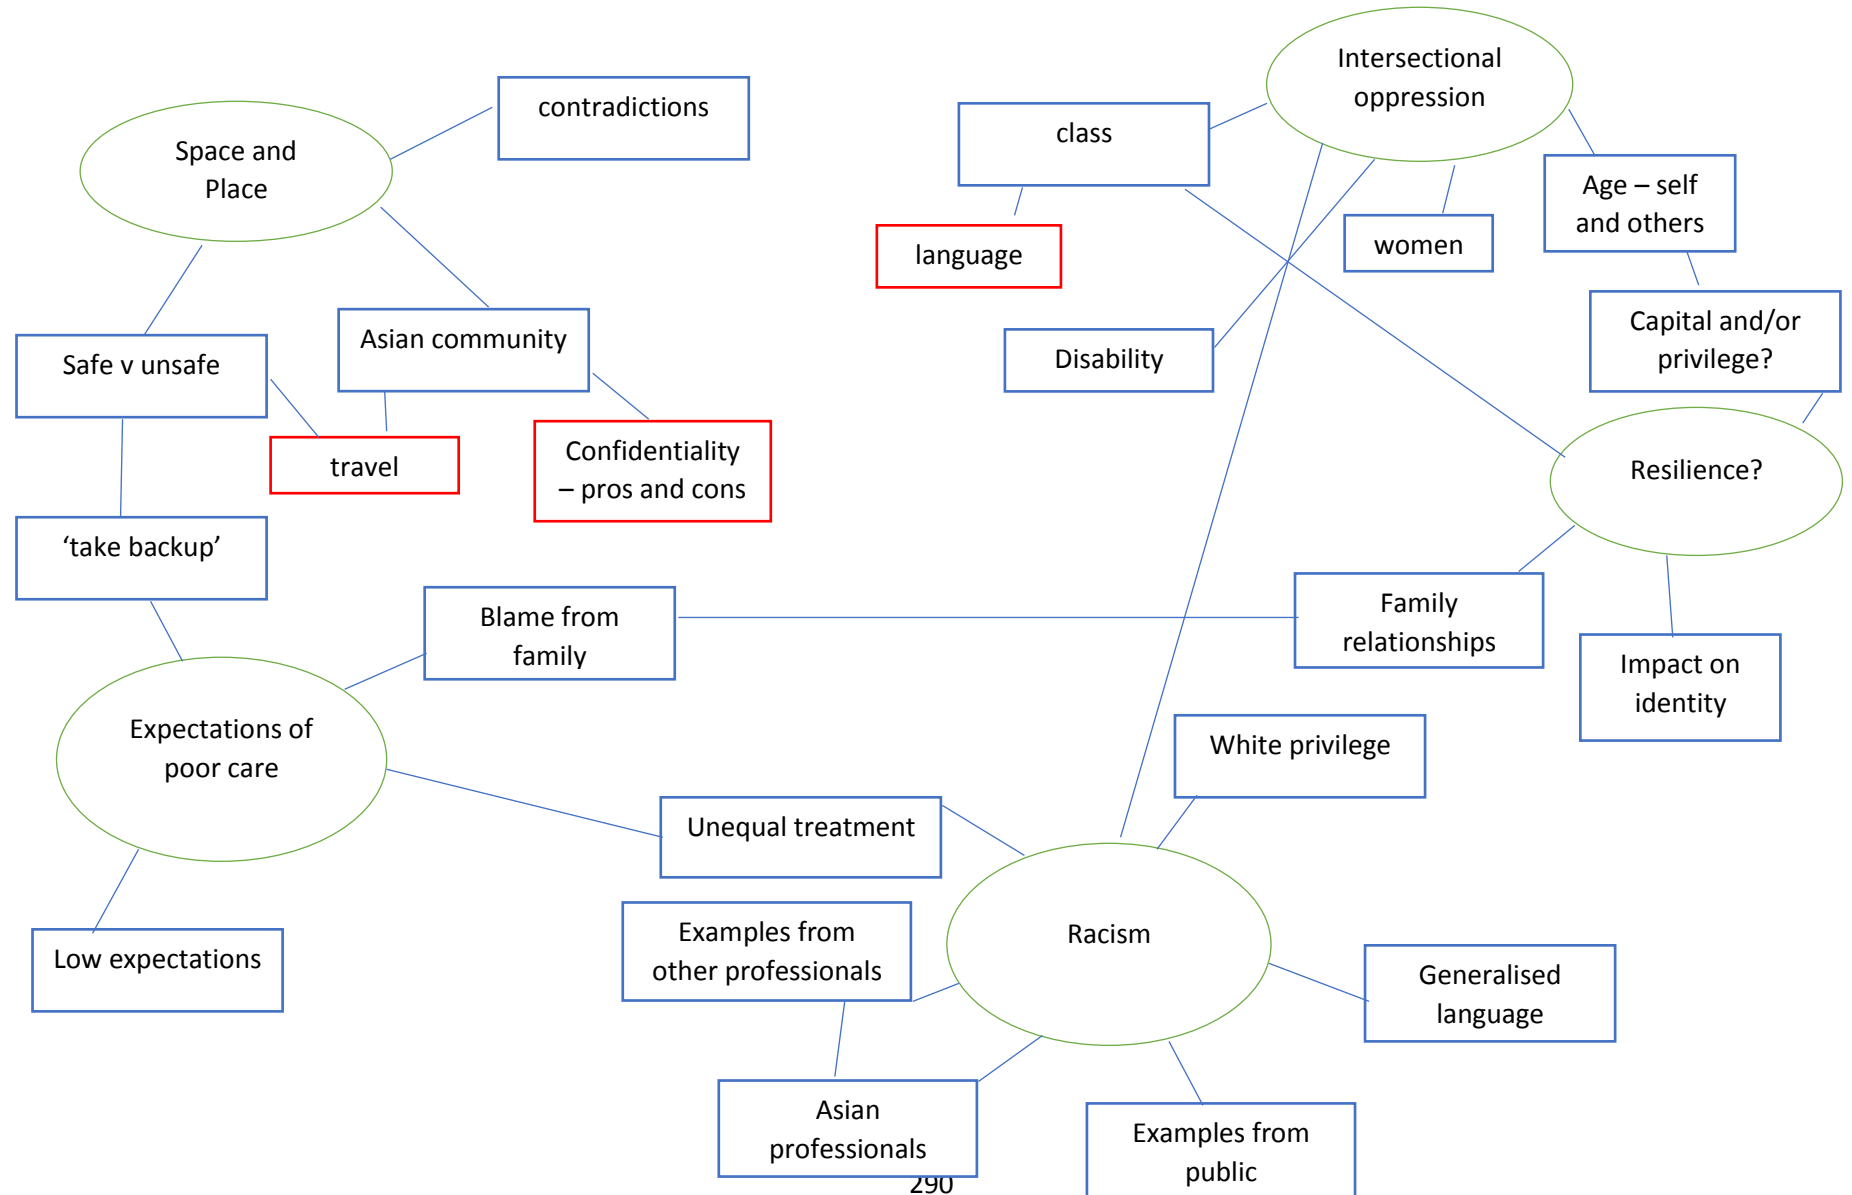 Intersectional
oppression
contradictions
class
Space and
Place
Age – self
and others
women
language
Capital and/or
privilege?
Asian community
Safe v unsafe
Disability
Confidentiality
– pros and cons
travel
Resilience?
‘take backup’
Blame from
family
Family
relationships
Impact on
identity
Expectations of
poor care
White privilege
Unequal treatment
Examples from
other professionals
Racism
Low expectations
Generalised
language
Asian
professionals
Examples from
public
290